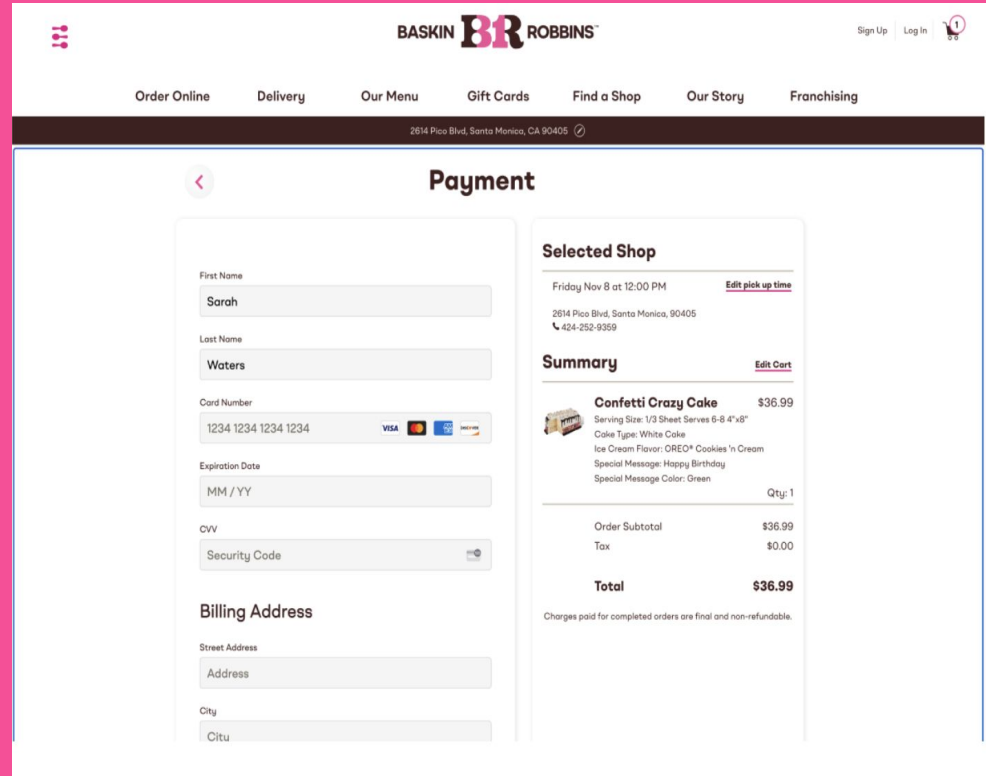 BASKIN BR ROBBINS™
Sign Up Log In 1
Order Online Delivery Our Menu Gift Cards Find a Shop Our Story Franchising
2614 Pico Blvd, Santa Monica, CA 90405
Payment
First Name
Sarah
Last Name
Waters
Card Number
1234 1234 1234 1234 VISA
Expiration Date
MM / YY
CVV
Security Code
Billing Address
Street Address
Address
City
City
Selected Shop
Friday Nov 8 at 12:00 PM Edit pick up time
2614 Pico Blvd, Santa Monica, 90405
424-252-9359
Summary Edit Cart
Confetti Crazy Cake $36.99
Serving Size: 1/3 Sheet Serves 6-8 4"x8"
Cake Type: White Cake
Ice Cream Flavor: OREO® Cookies 'n Cream
Special Message: Happy Birthday
Special Message Color: Green
Qty: 1
Order Subtotal $36.99
Tax $0.00
Total $36.99
Charges paid for completed orders are final and non-refundable.